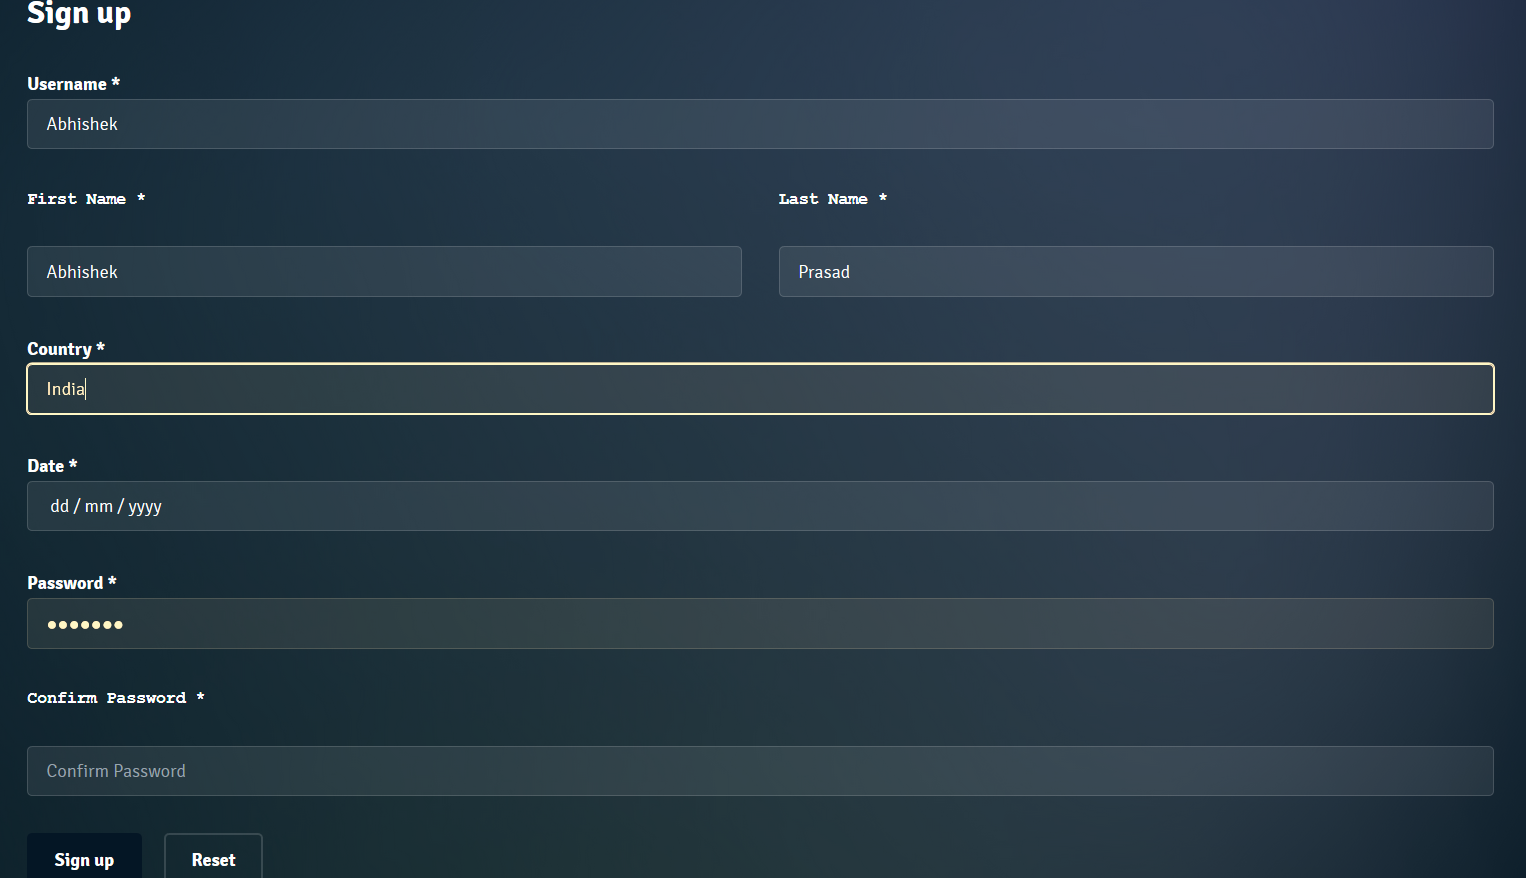 Sign up
Username *
Abhishek
First Name * Last Name *
Abhishek Prasad
Country *
India
Date *
dd / mm / yyyy
Password *
•••••••
Confirm Password *
Confirm Password
Sign up Reset